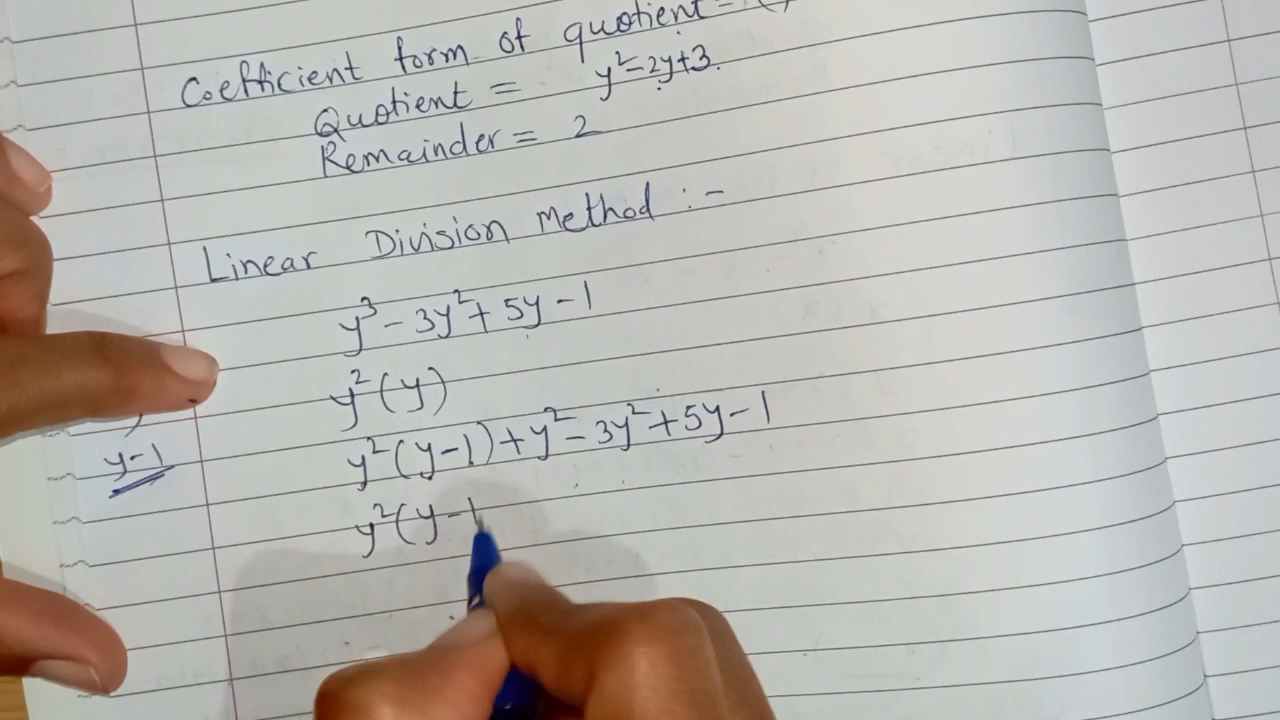 Coefficient form of quotient =
Quotient = y² - 2y + 3.
Remainder = 2
Linear Division Method :-
y³ - 3y² + 5y - 1
y²(y)
y²(y-1) + y² - 3y² + 5y - 1
y-1
y²(y-1